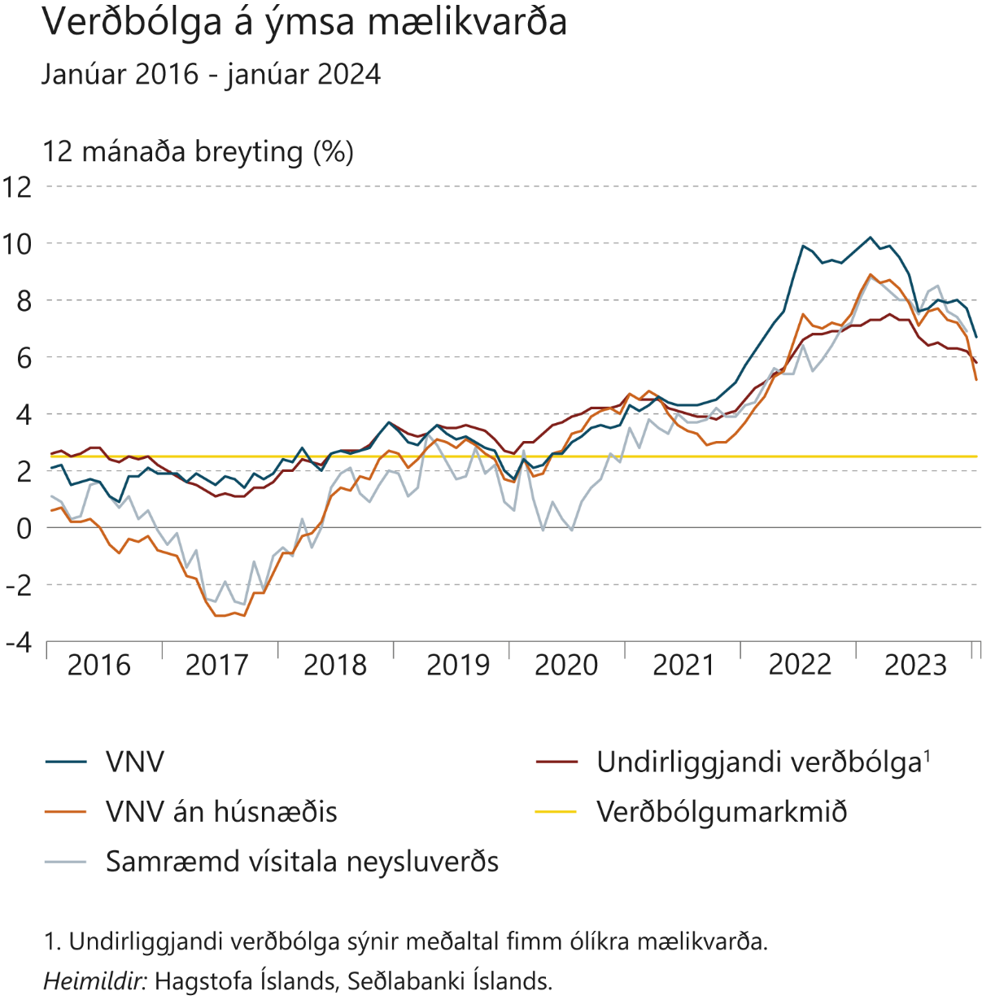 Verðbólga á ýmsa mælikvarða
Janúar 2016 - janúar 2024
12 mánaða breyting (%)
12
10
8
6
4
2
0
-2
-4
2016 2017 2018 2019 2020 2021 2022 2023
VNV
Undirliggjandi verðbólga¹
VNV án húsnæðis
Verðbólgumarkmið
Samræmd vísitala neysluverðs
1. Undirliggjandi verðbólga sýnir meðaltal fimm ólíkra mælikvarða.
Heimildir: Hagstofa Íslands, Seðlabanki Íslands.